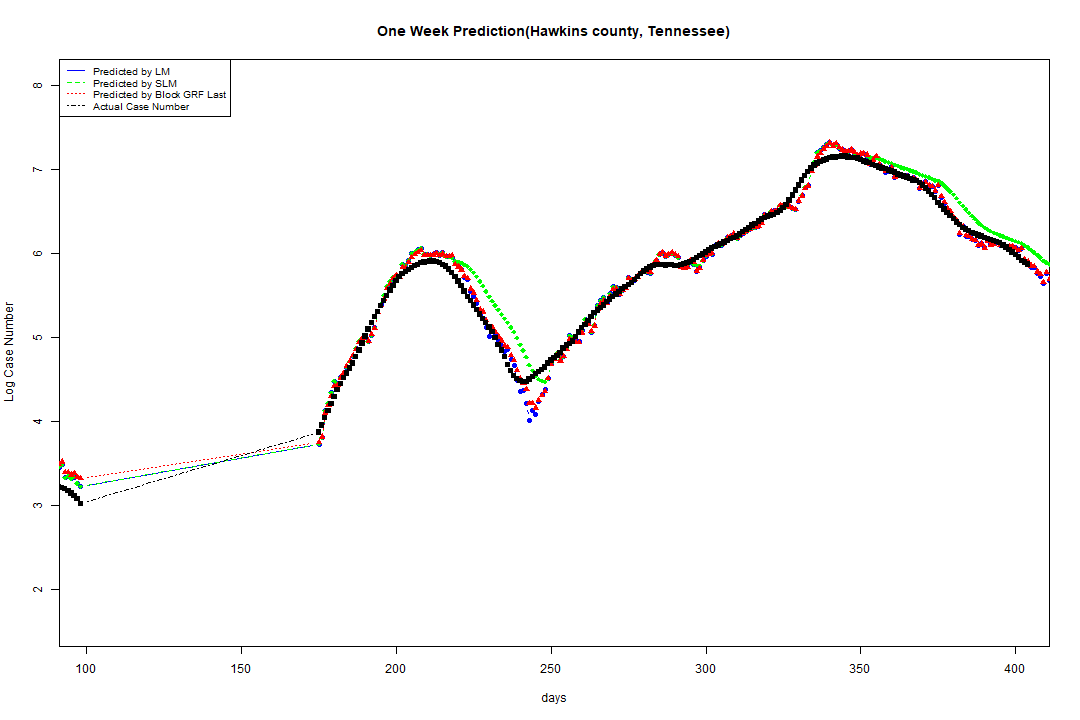 One Week Prediction(Hawkins county, Tennessee)
Predicted by LM
Predicted by SLM
Predicted by Block GRF Last
Actual Case Number
8
7
6
5
4
3
2
Log Case Number
100 150 200 250 300 350 400
days